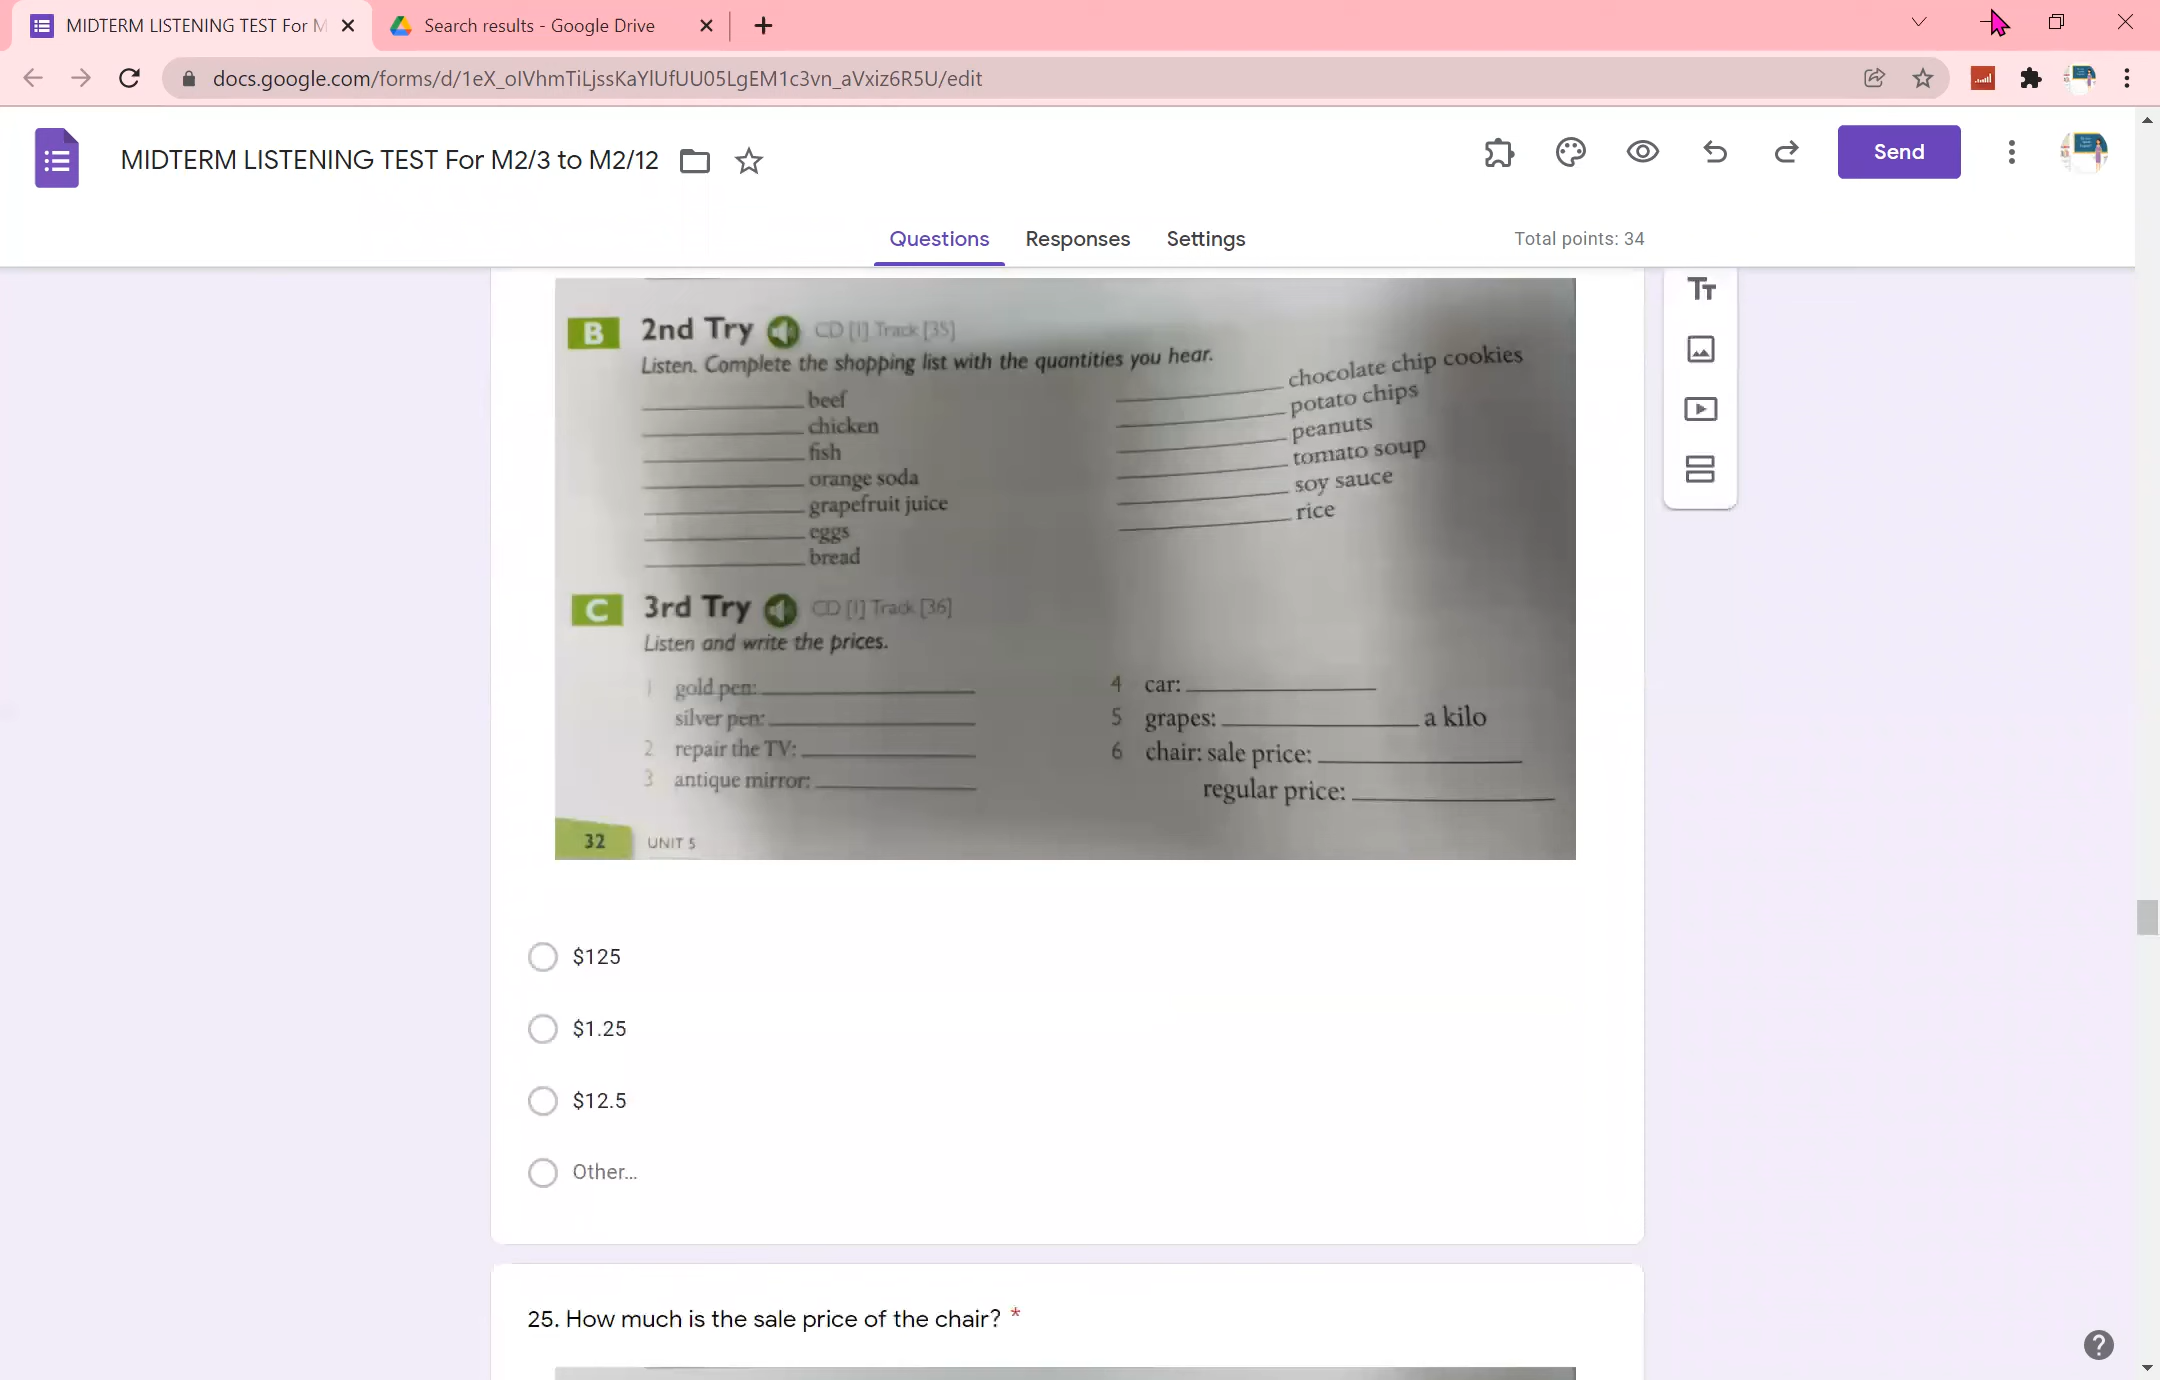 MIDTERM LISTENING TEST For M
Search results - Google Drive
docs.google.com/forms/d/1eX_oIVhmTiLjssKaYlUfUU05LgEM1c3vn_aVxiz6R5U/edit
MIDTERM LISTENING TEST For M2/3 to M2/12
Send
Questions
Responses
Settings
Total points: 34
B 2nd Try CD [1] Track [35]
Listen. Complete the shopping list with the quantities you hear.
beef
chicken
fish
orange soda
grapefruit juice
eggs
bread
chocolate chip cookies
potato chips
peanuts
tomato soup
soy sauce
rice
C 3rd Try CD [1] Track [36]
Listen and write the prices.
1 gold pen:
silver pen:
2 repair the TV:
3 antique mirror:
4 car:
5 grapes: a kilo
6 chair: sale price:
regular price:
32 UNIT 5
$125
$1.25
$12.5
Other...
25. How much is the sale price of the chair? *